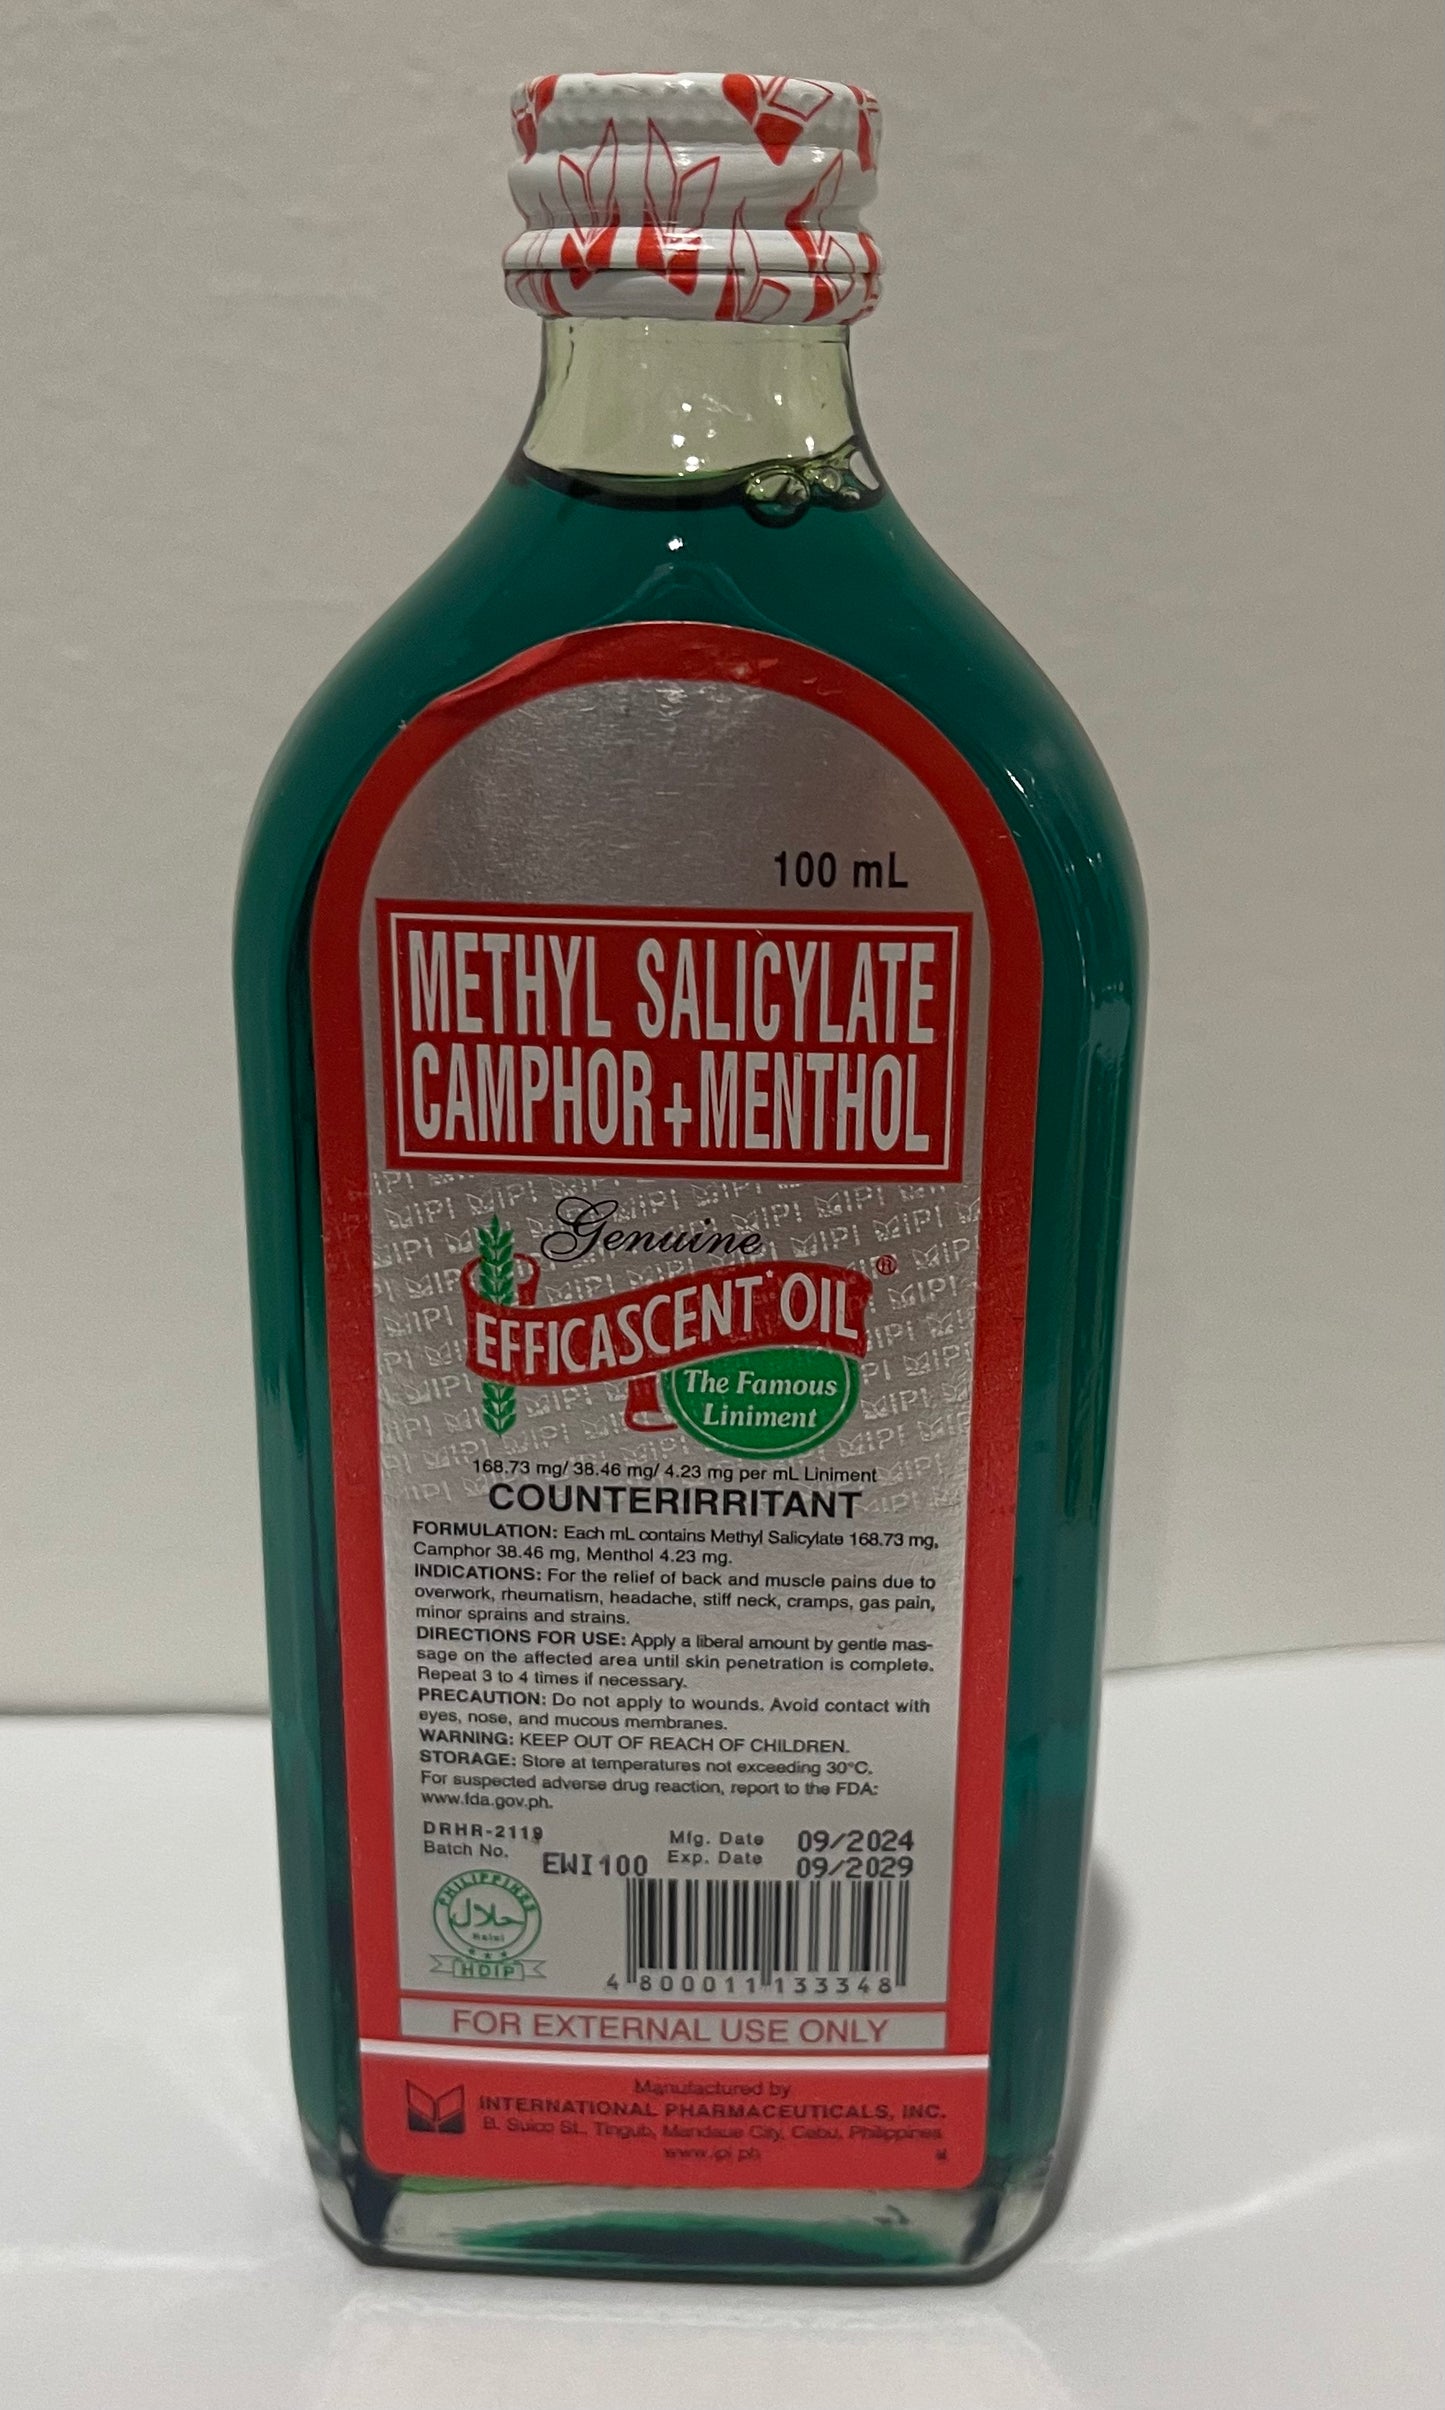 100 mL
METHYL SALICYLATE
CAMPHOR+MENTHOL
Genuine
EFFICASCENT OIL ®
The Famous
Liniment
168.73 mg/ 38.46 mg/ 4.23 mg per mL Liniment
COUNTERIRRITANT
FORMULATION: Each mL contains Methyl Salicylate 168.73 mg,
Camphor 38.46 mg, Menthol 4.23 mg.
INDICATIONS: For the relief of back and muscle pains due to
overwork, rheumatism, headache, stiff neck, cramps, gas pain,
minor sprains and strains.
DIRECTIONS FOR USE: Apply a liberal amount by gentle mas-
sage on the affected area until skin penetration is complete.
Repeat 3 to 4 times if necessary.
PRECAUTION: Do not apply to wounds. Avoid contact with
eyes, nose, and mucous membranes.
WARNING: KEEP OUT OF REACH OF CHILDREN.
STORAGE: Store at temperatures not exceeding 30°C.
For suspected adverse drug reaction, report to the FDA:
www.fda.gov.ph.
DRHR-2119
Batch No. EWI100
Mfg. Date 09/2024
Exp. Date 09/2029
PHILIPPINES
حلال
Halal
HDIP
4 800011 133348
FOR EXTERNAL USE ONLY
Manufactured by
INTERNATIONAL PHARMACEUTICALS, INC.
B. Suico St., Tingub, Mandaue City, Cebu, Philippines
www.ipi.ph